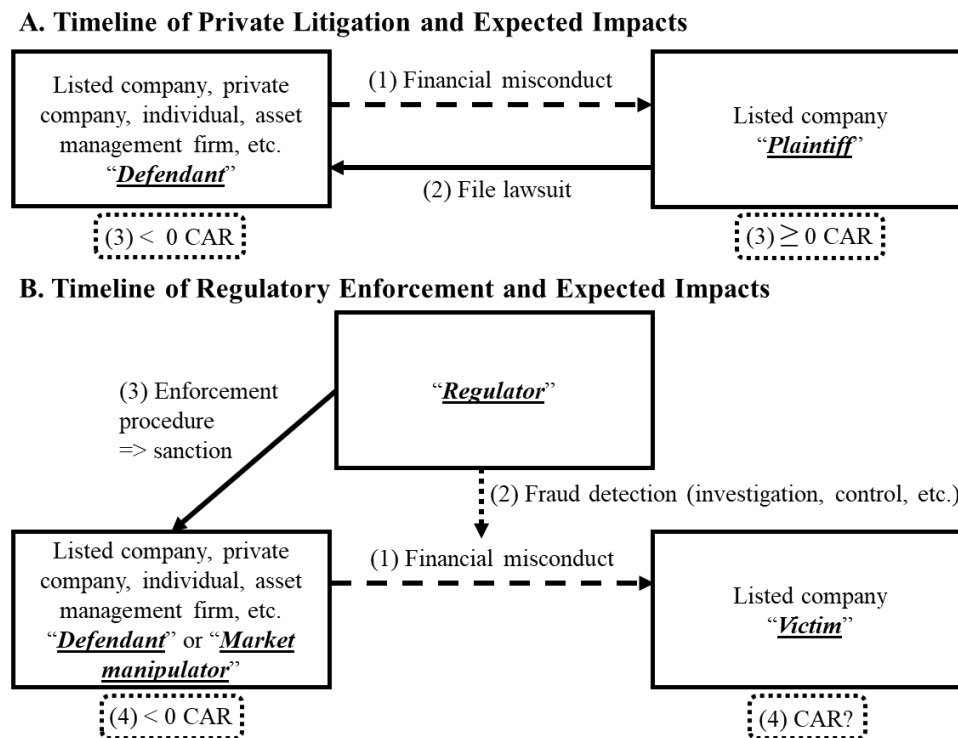 A. Timeline of Private Litigation and Expected Impacts
Listed company, private
company, individual, asset
management firm, etc.
“Defendant”
(1) Financial misconduct
(2) File lawsuit
Listed company
“Plaintiff”
(3) < 0 CAR
(3) ≥ 0 CAR
B. Timeline of Regulatory Enforcement and Expected Impacts
“Regulator”
(3) Enforcement
procedure
=> sanction
(2) Fraud detection (investigation, control, etc.)
Listed company, private
company, individual, asset
management firm, etc.
“Defendant” or “Market
manipulator”
(1) Financial misconduct
Listed company
“Victim”
(4) < 0 CAR
(4) CAR?